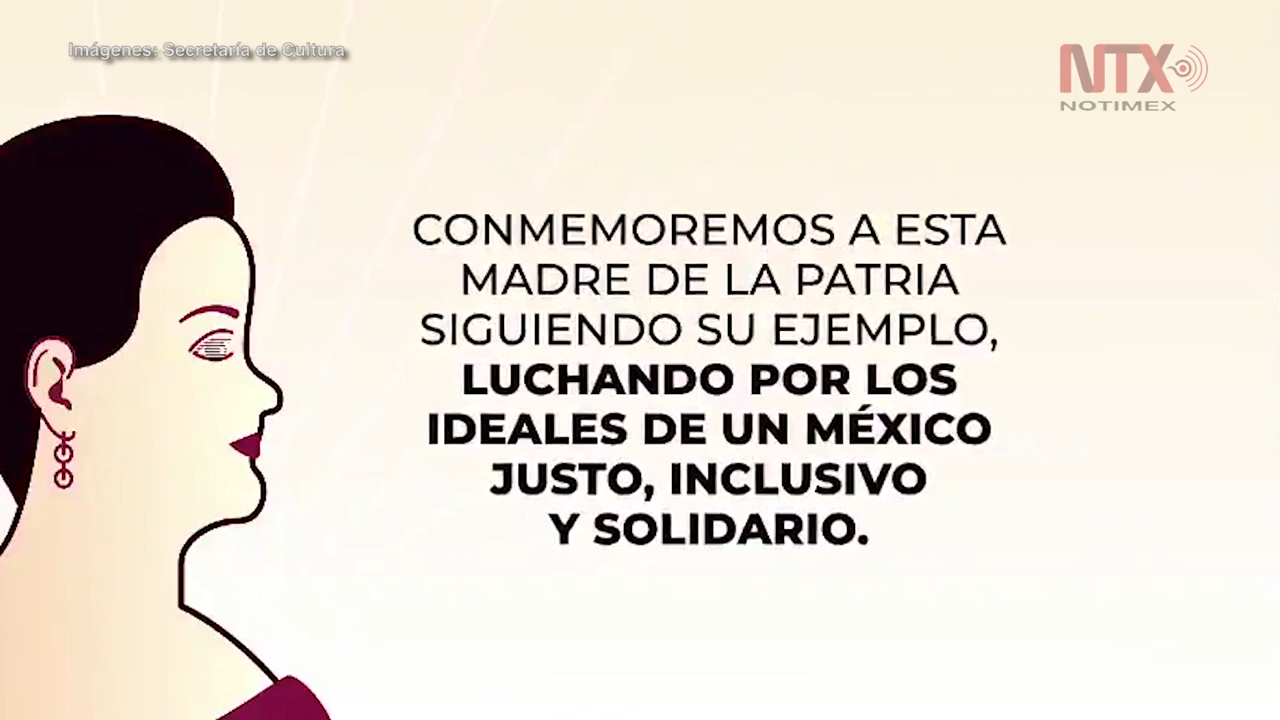 Imágenes: Secretaría de Cultura
NTX
NOTIMEX
CONMEMOREMOS A ESTA
MADRE DE LA PATRIA
SIGUIENDO SU EJEMPLO,
LUCHANDO POR LOS
IDEALES DE UN MÉXICO
JUSTO, INCLUSIVO
Y SOLIDARIO.